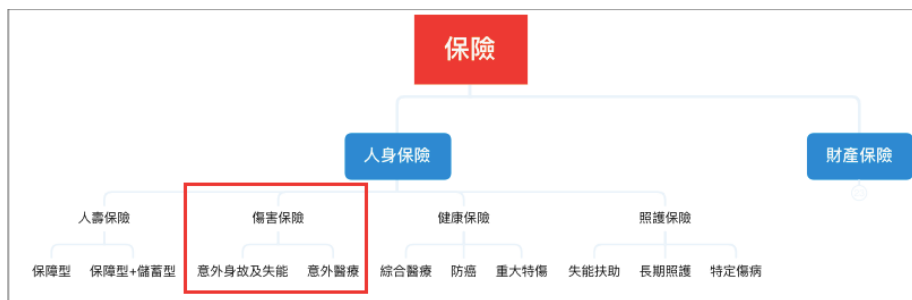 保險
人身保險
財產保險
人壽保險
傷害保險
健康保險
照護保險
保障型
保障型+儲蓄型
意外身故及失能
意外醫療
綜合醫療
防癌
重大特傷
失能扶助
長期照護
特定傷病